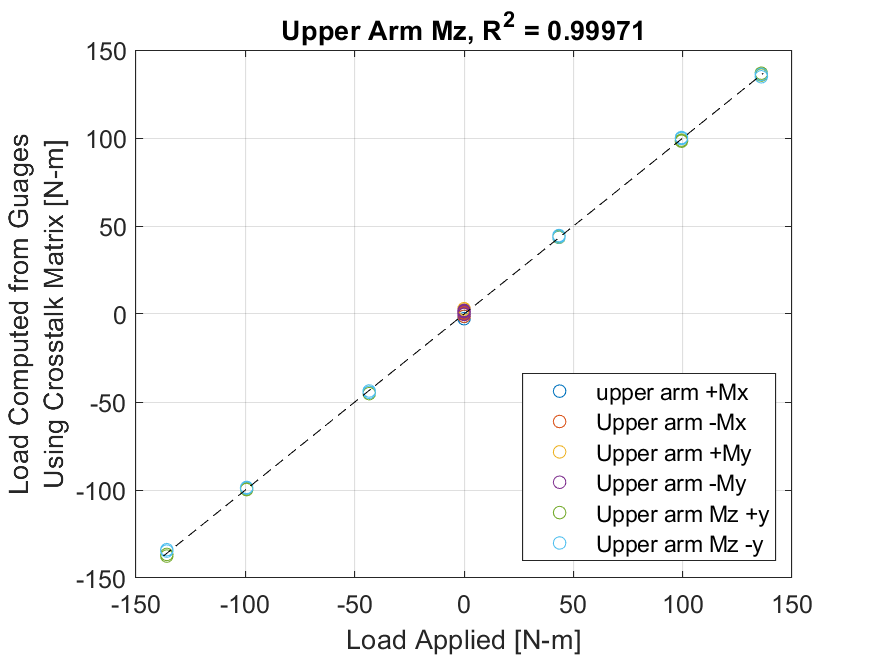 Upper Arm Mz, R² = 0.99971
Load Computed from Guages
Using Crosstalk Matrix [N-m]
150
100
50
0
-50
-100
-150
upper arm +Mx
Upper arm -Mx
Upper arm +My
Upper arm -My
Upper arm Mz +y
Upper arm Mz -y
-150 -100 -50 0 50 100 150
Load Applied [N-m]